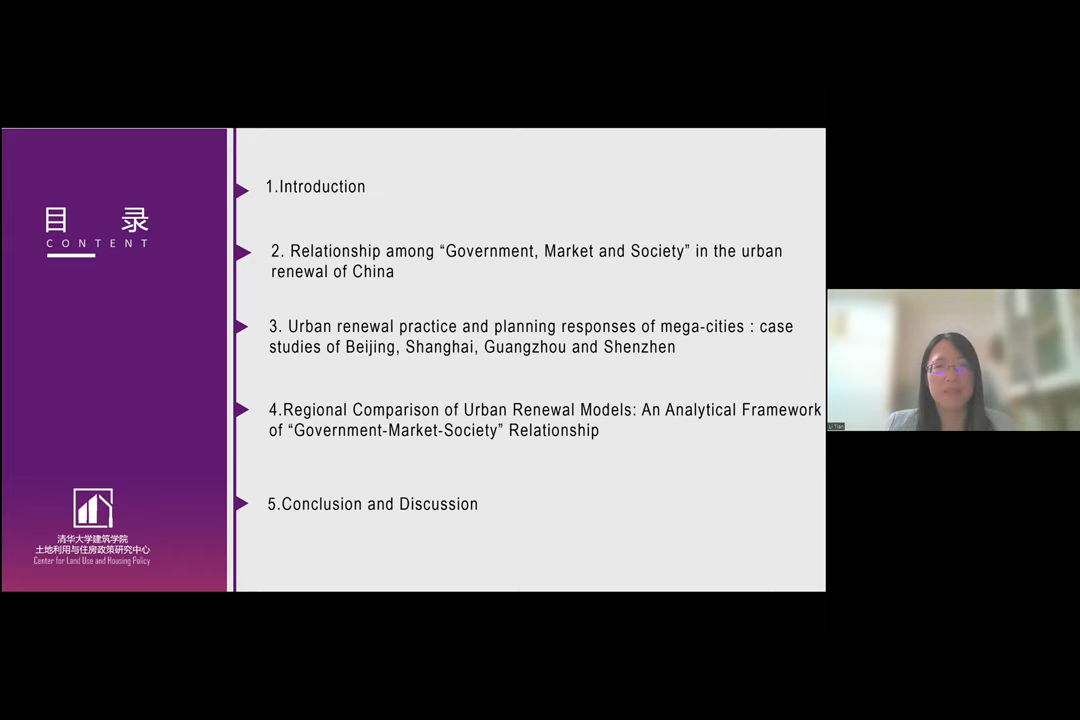 目 录
CONTENT
清华大学建筑学院
土地利用与住房政策研究中心
Center for Land Use and Housing Policy
1.Introduction
2. Relationship among “Government, Market and Society” in the urban
renewal of China
3. Urban renewal practice and planning responses of mega-cities : case
studies of Beijing, Shanghai, Guangzhou and Shenzhen
4.Regional Comparison of Urban Renewal Models: An Analytical Framework
of “Government-Market-Society” Relationship
5.Conclusion and Discussion
Li Tian